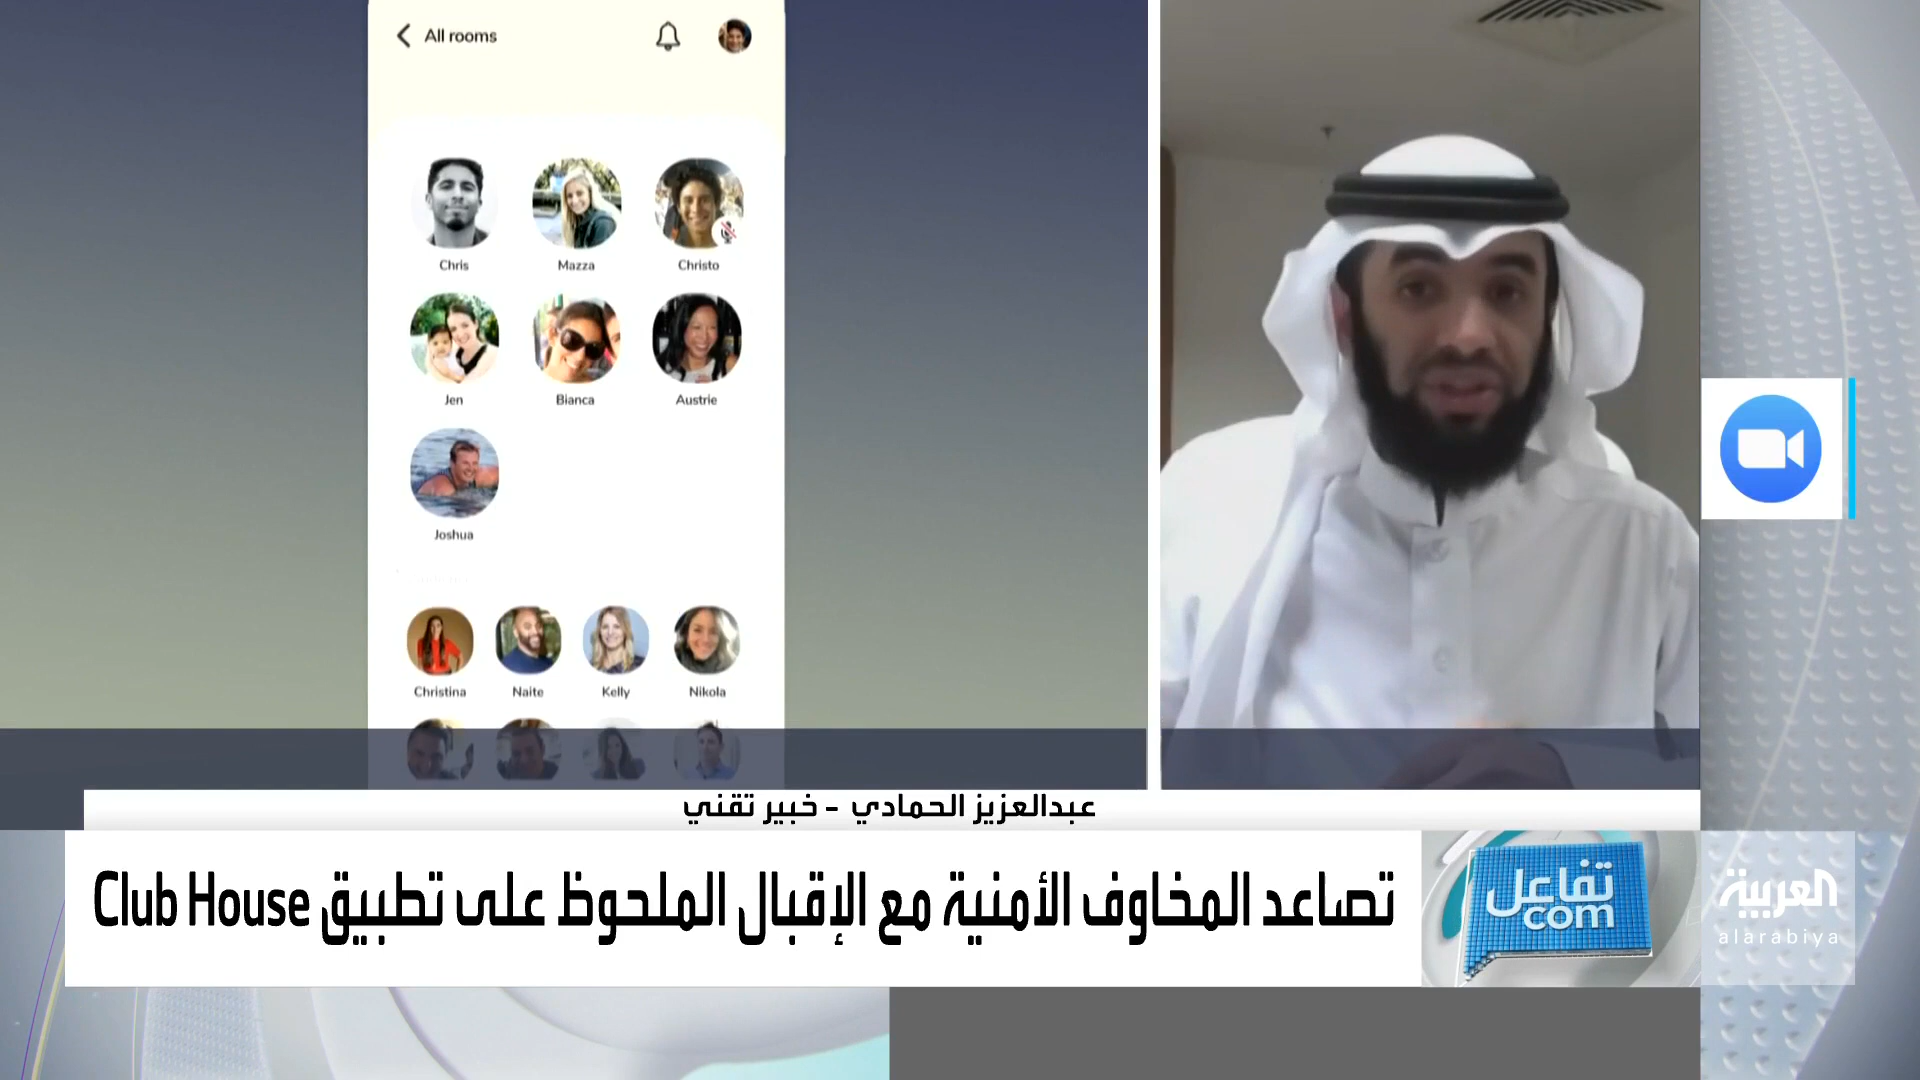 All rooms
Chris
Mazza
Christo
Jen
Bianca
Austrie
Joshua
Christina
Naite
Kelly
Nikola
عبدالعزيز الحمادي - خبير تقني
تصاعد المخاوف الأمنية مع الإقبال الملحوظ على تطبيق Club House
تفاعل
com
العربية
alarabiya